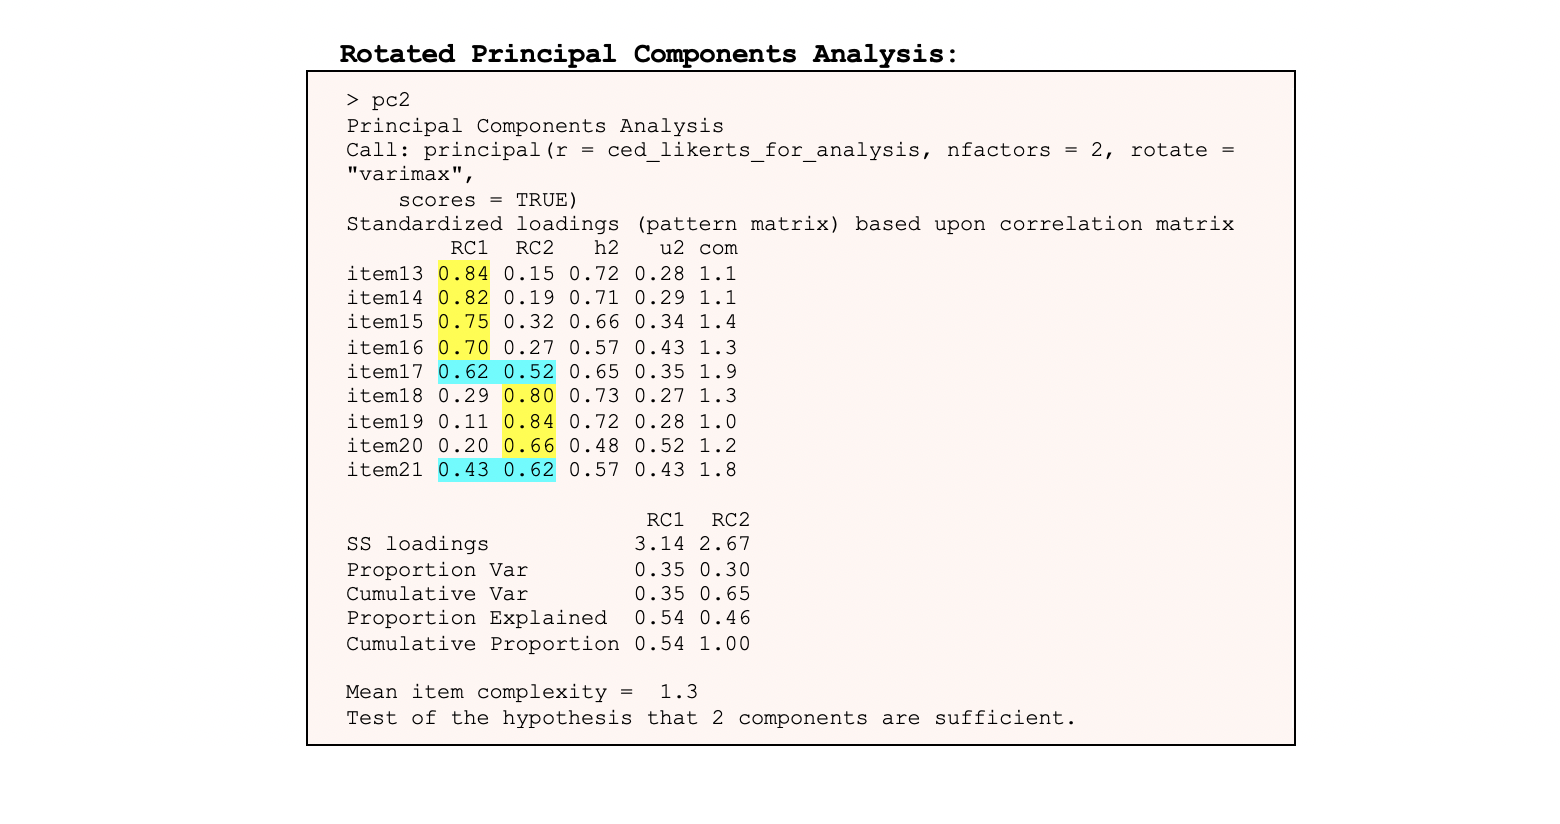 Rotated Principal Components Analysis:
> pc2
Principal Components Analysis
Call: principal(r = ced_likerts_for_analysis, nfactors = 2, rotate =
"varimax",
    scores = TRUE)
Standardized loadings (pattern matrix) based upon correlation matrix
        RC1  RC2   h2   u2 com
item13 0.84 0.15 0.72 0.28 1.1
item14 0.82 0.19 0.71 0.29 1.1
item15 0.75 0.32 0.66 0.34 1.4
item16 0.70 0.27 0.57 0.43 1.3
item17 0.62 0.52 0.65 0.35 1.9
item18 0.29 0.80 0.73 0.27 1.3
item19 0.11 0.84 0.72 0.28 1.0
item20 0.20 0.66 0.48 0.52 1.2
item21 0.43 0.62 0.57 0.43 1.8
                       RC1  RC2
SS loadings           3.14 2.67
Proportion Var        0.35 0.30
Cumulative Var        0.35 0.65
Proportion Explained  0.54 0.46
Cumulative Proportion 0.54 1.00
Mean item complexity =  1.3
Test of the hypothesis that 2 components are sufficient.